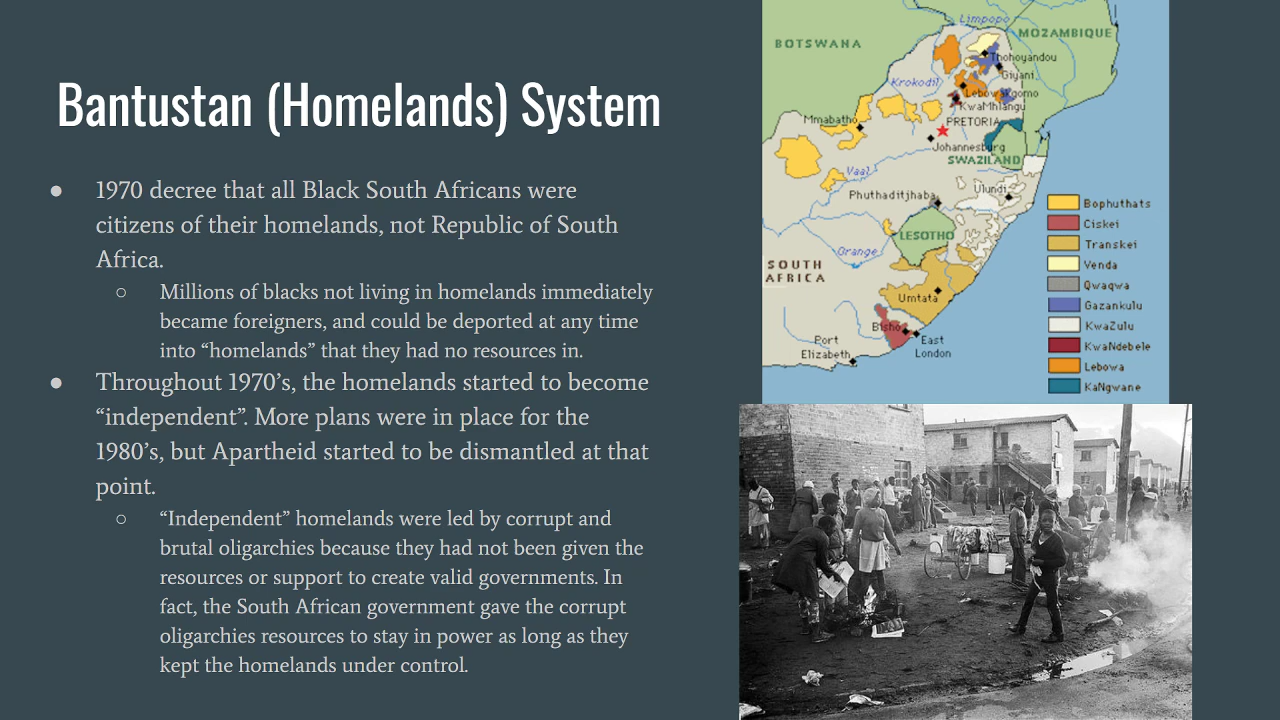 Bantustan (Homelands) System
● 1970 decree that all Black South Africans were
citizens of their homelands, not Republic of South
Africa.
○ Millions of blacks not living in homelands immediately
became foreigners, and could be deported at any time
into “homelands” that they had no resources in.
● Throughout 1970’s, the homelands started to become
“independent”. More plans were in place for the
1980’s, but Apartheid started to be dismantled at that
point.
○ “Independent” homelands were led by corrupt and
brutal oligarchies because they had not been given the
resources or support to create valid governments. In
fact, the South African government gave the corrupt
oligarchies resources to stay in power as long as they
kept the homelands under control.
Limpopo
MOZAMBIQUE
BOTSWANA
Thohoyandou
Giyani
Krokodil
Lebowakgomo
KwaMhlangu
Mmabatho
PRETORIA
Johannesburg
SWAZILAND
Vaal
Phuthaditjhaba
Ulundi
LESOTHO
Orange
SOUTH
AFRICA
Umtata
Bisho
East
London
Port
Elizabeth
Bophuthats
Ciskei
Transkei
Venda
Qwaqwa
Gazankulu
KwaZulu
KwaNdebele
Lebowa
KaNgwane